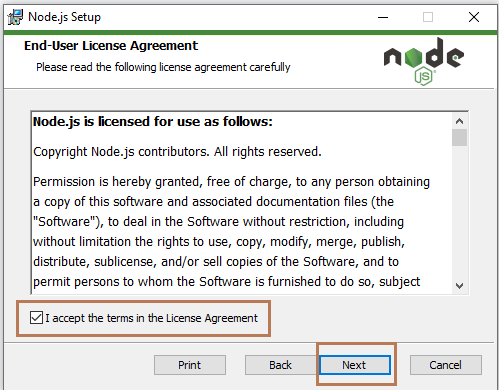 Node.js Setup
End-User License Agreement
Please read the following license agreement carefully
node
JS
Node.js is licensed for use as follows:
Copyright Node.js contributors. All rights reserved.
Permission is hereby granted, free of charge, to any person obtaining
a copy of this software and associated documentation files (the
"Software"), to deal in the Software without restriction, including
without limitation the rights to use, copy, modify, merge, publish,
distribute, sublicense, and/or sell copies of the Software, and to
permit persons to whom the Software is furnished to do so, subject
I accept the terms in the License Agreement
Print Back Next Cancel